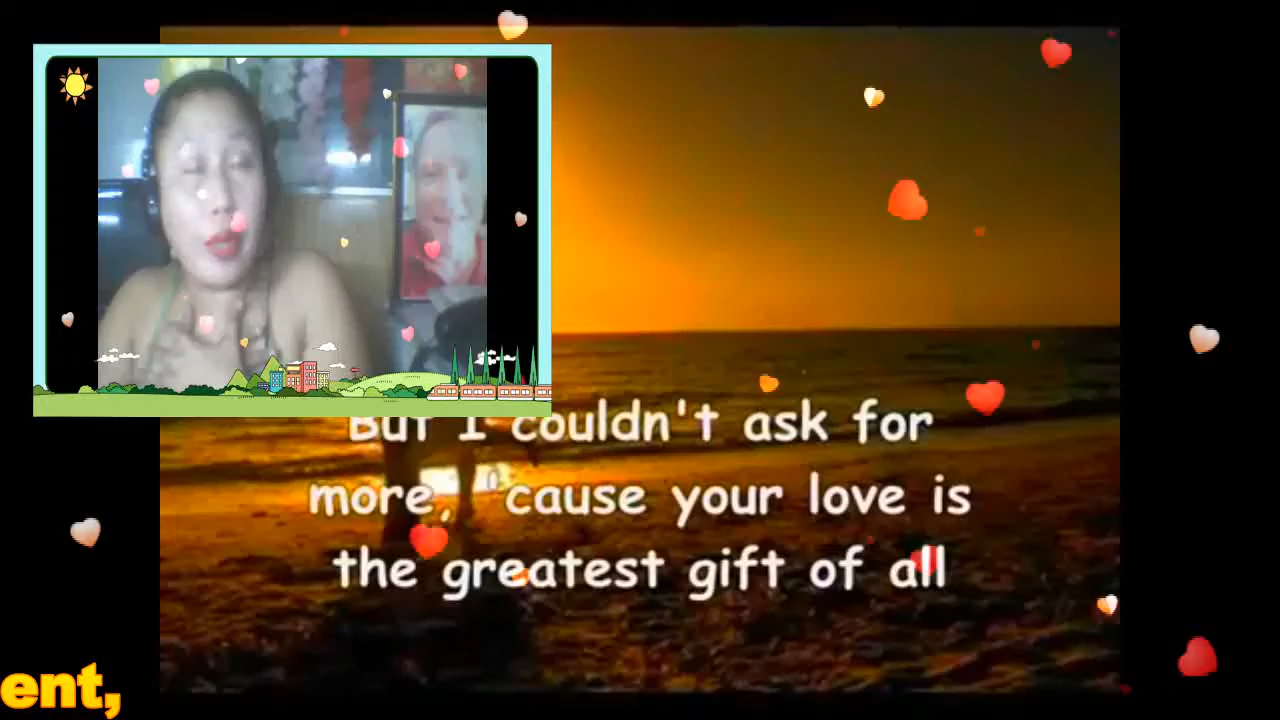 But I couldn't ask for
more, 'cause your love is
the greatest gift of all
ent,